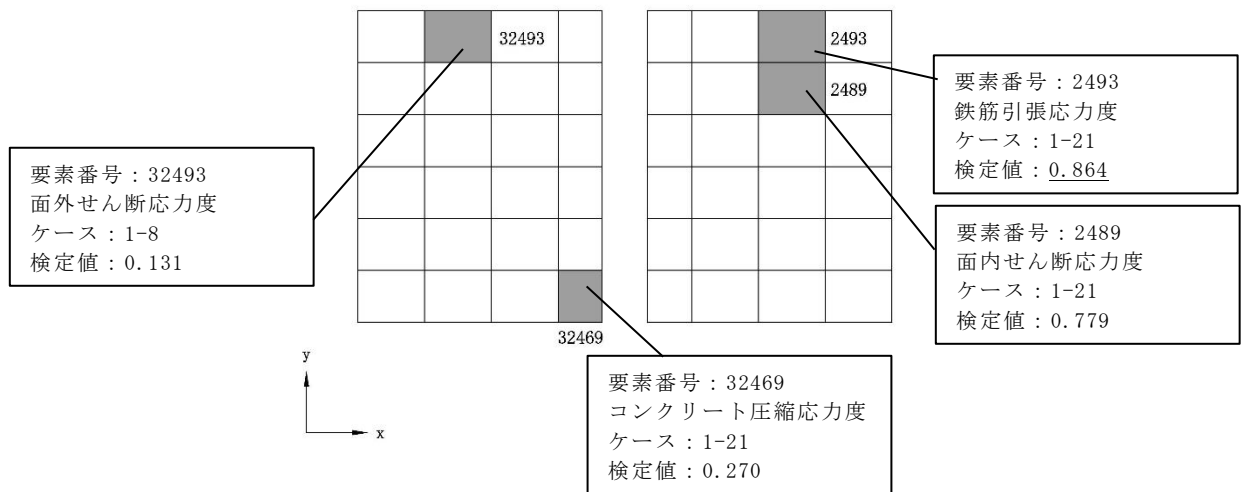 32493
2493
2489
要素番号：2493
鉄筋引張応力度
ケース：1-21
検定値：0.864
要素番号：32493
面外せん断応力度
ケース：1-8
検定値：0.131
要素番号：2489
面内せん断応力度
ケース：1-21
検定値：0.779
32469
y
x
要素番号：32469
コンクリート圧縮応力度
ケース：1-21
検定値：0.270